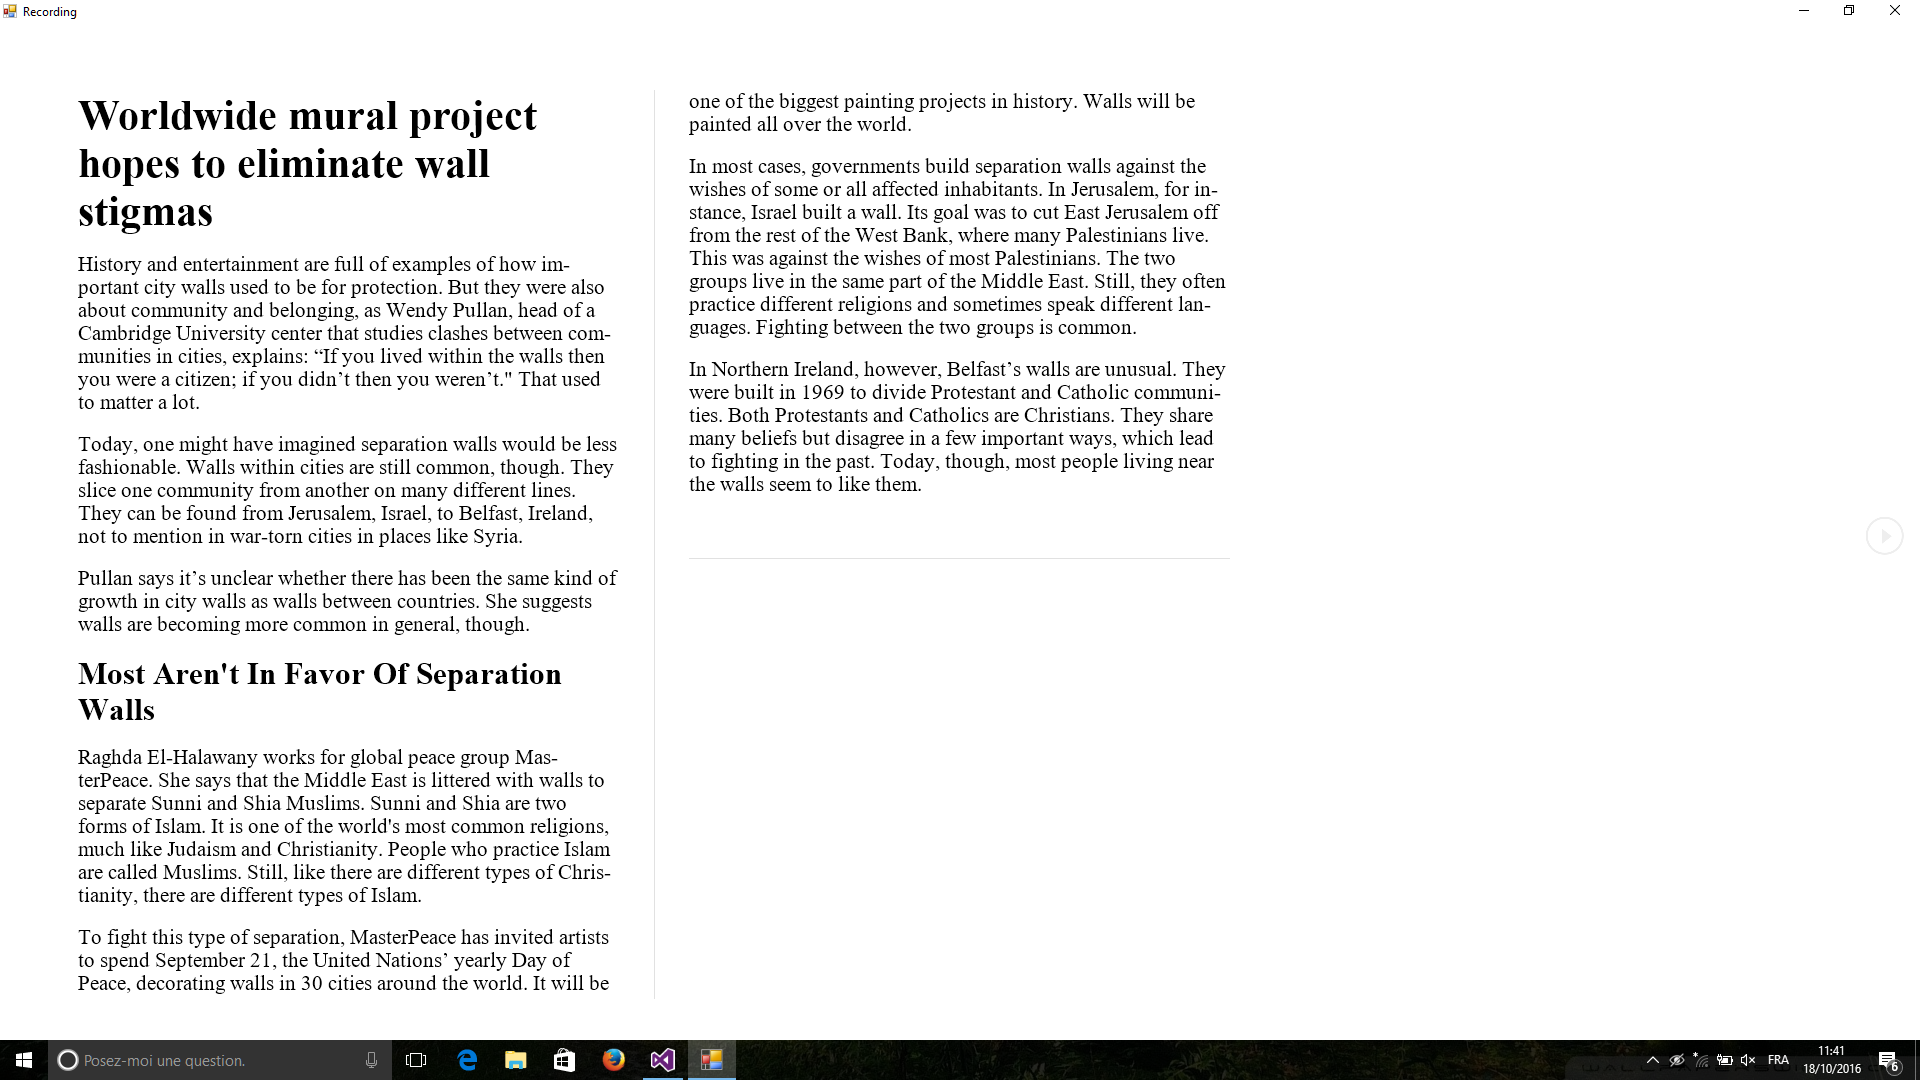 Recording
Worldwide mural project
hopes to eliminate wall
stigmas
History and entertainment are full of examples of how im-
portant city walls used to be for protection. But they were also
about community and belonging, as Wendy Pullan, head of a
Cambridge University center that studies clashes between com-
munities in cities, explains: “If you lived within the walls then
you were a citizen; if you didn’t then you weren’t." That used
to matter a lot.
Today, one might have imagined separation walls would be less
fashionable. Walls within cities are still common, though. They
slice one community from another on many different lines.
They can be found from Jerusalem, Israel, to Belfast, Ireland,
not to mention in war-torn cities in places like Syria.
Pullan says it’s unclear whether there has been the same kind of
growth in city walls as walls between countries. She suggests
walls are becoming more common in general, though.
Most Aren't In Favor Of Separation
Walls
Raghda El-Halawany works for global peace group Mas-
terPeace. She says that the Middle East is littered with walls to
separate Sunni and Shia Muslims. Sunni and Shia are two
forms of Islam. It is one of the world's most common religions,
much like Judaism and Christianity. People who practice Islam
are called Muslims. Still, like there are different types of Chris-
tianity, there are different types of Islam.
To fight this type of separation, MasterPeace has invited artists
to spend September 21, the United Nations’ yearly Day of
Peace, decorating walls in 30 cities around the world. It will be
one of the biggest painting projects in history. Walls will be
painted all over the world.
In most cases, governments build separation walls against the
wishes of some or all affected inhabitants. In Jerusalem, for in-
stance, Israel built a wall. Its goal was to cut East Jerusalem off
from the rest of the West Bank, where many Palestinians live.
This was against the wishes of most Palestinians. The two
groups live in the same part of the Middle East. Still, they often
practice different religions and sometimes speak different lan-
guages. Fighting between the two groups is common.
In Northern Ireland, however, Belfast’s walls are unusual. They
were built in 1969 to divide Protestant and Catholic communi-
ties. Both Protestants and Catholics are Christians. They share
many beliefs but disagree in a few important ways, which lead
to fighting in the past. Today, though, most people living near
the walls seem to like them.
Posez-moi une question.
FRA
11:41
18/10/2016
6